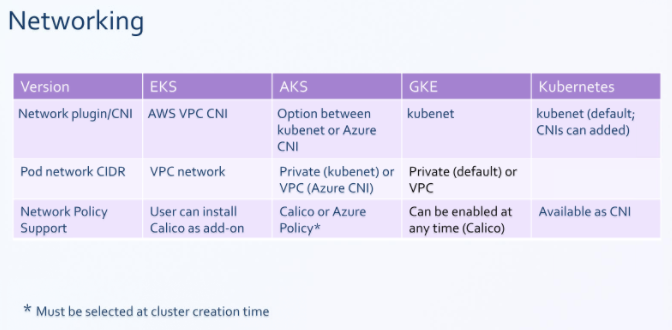 Networking
Version EKS AKS GKE Kubernetes
Network plugin/CNI AWS VPC CNI Option between kubenet or Azure CNI kubenet kubenet (default; CNIs can added)
Pod network CIDR VPC network Private (kubenet) or VPC (Azure CNI) Private (default) or VPC
Network Policy Support User can install Calico as add-on Calico or Azure Policy* Can be enabled at any time (Calico) Available as CNI
* Must be selected at cluster creation time